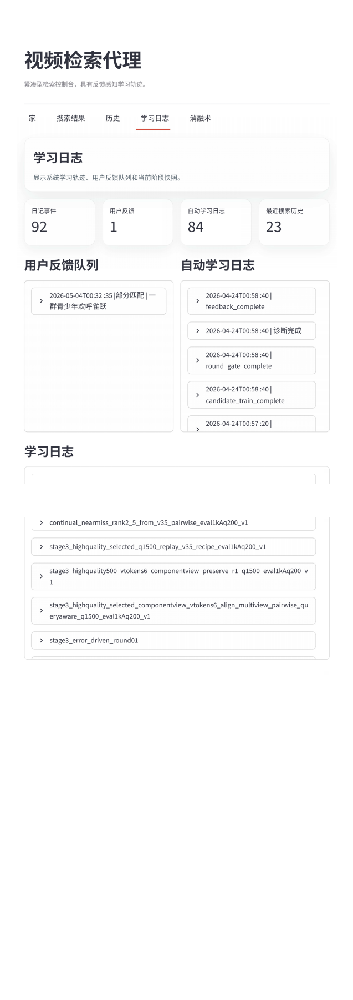 视频检索代理
紧凑型检索控制台，具有反馈感知学习轨迹。
家
搜索结果
历史
学习日志
消融术
学习日志
显示系统学习轨迹、用户反馈队列和当前阶段快照。
日记事件
92
用户反馈
1
自动学习日志
84
最近搜索历史
23
用户反馈队列
2026-05-04T00:32 :35 |部分匹配 | 一
群青少年欢呼雀跃
自动学习日志
2026-04-24T00:58 :40 |
feedback_complete
2026-04-24T00:58 :40 | 诊断完成
2026-04-24T00:58 :40 |
round_gate_complete
2026-04-24T00:58 :40 |
candidate_train_complete
2026-04-24T00:57 :20 |
学习日志
continual_nearmiss_rank2_5_from_v35_pairwise_eval1kAq200_v1
stage3_highquality_selected_q1500_replay_v35_recipe_eval1kAq200_v1
stage3_highquality500_vtokens6_componentview_preserve_r1_q1500_eval1kAq200_v
1
stage3_highquality_selected_componentview_vtokens6_align_multiview_pairwise_qu
eryaware_q1500_eval1kAq200_v1
stage3_error_driven_round01